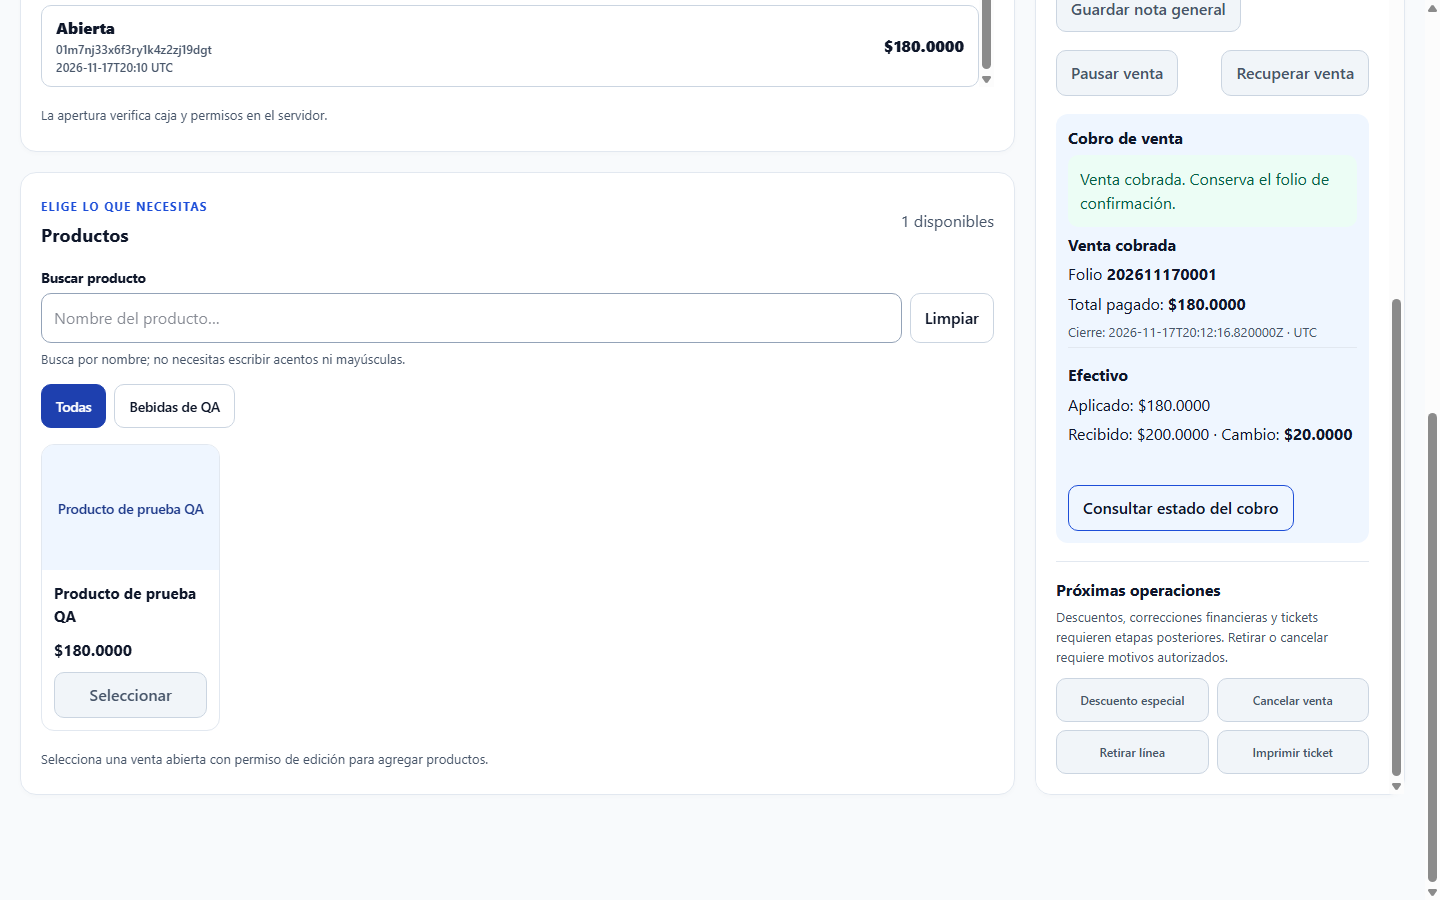 Abierta
01m7nj33x6f3ry1k4z2zj19dgt
2026-11-17T20:10 UTC
$180.0000
La apertura verifica caja y permisos en el servidor.
ELIGE LO QUE NECESITAS
Productos
1 disponibles
Buscar producto
Nombre del producto...
Limpiar
Busca por nombre; no necesitas escribir acentos ni mayúsculas.
Todas
Bebidas de QA
Producto de prueba QA
Producto de prueba
QA
$180.0000
Seleccionar
Selecciona una venta abierta con permiso de edición para agregar productos.
Guardar nota general
Pausar venta
Recuperar venta
Cobro de venta
Venta cobrada. Conserva el folio de
confirmación.
Venta cobrada
Folio 202611170001
Total pagado: $180.0000
Cierre: 2026-11-17T20:12:16.820000Z · UTC
Efectivo
Aplicado: $180.0000
Recibido: $200.0000 · Cambio: $20.0000
Consultar estado del cobro
Próximas operaciones
Descuentos, correcciones financieras y tickets
requieren etapas posteriores. Retirar o cancelar
requiere motivos autorizados.
Descuento especial
Cancelar venta
Retirar línea
Imprimir ticket